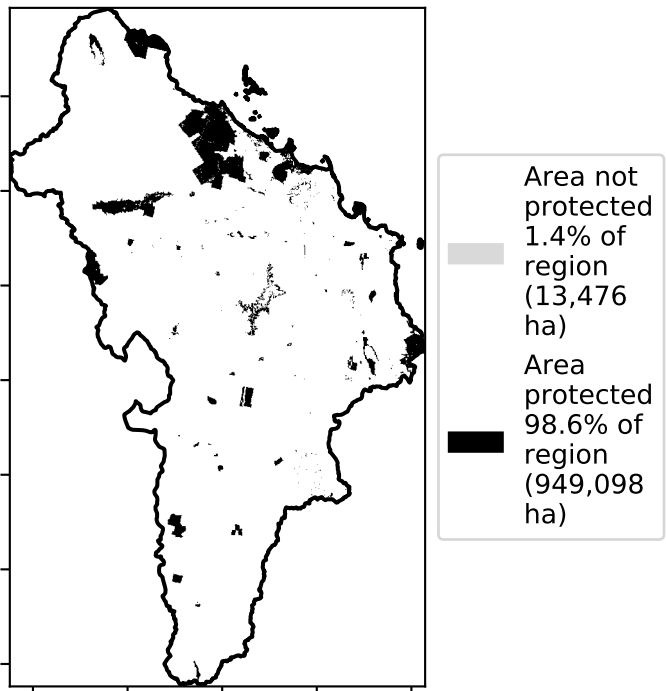 Area not
protected
1.4% of
region
(13,476
ha)
Area
protected
98.6% of
region
(949,098
ha)